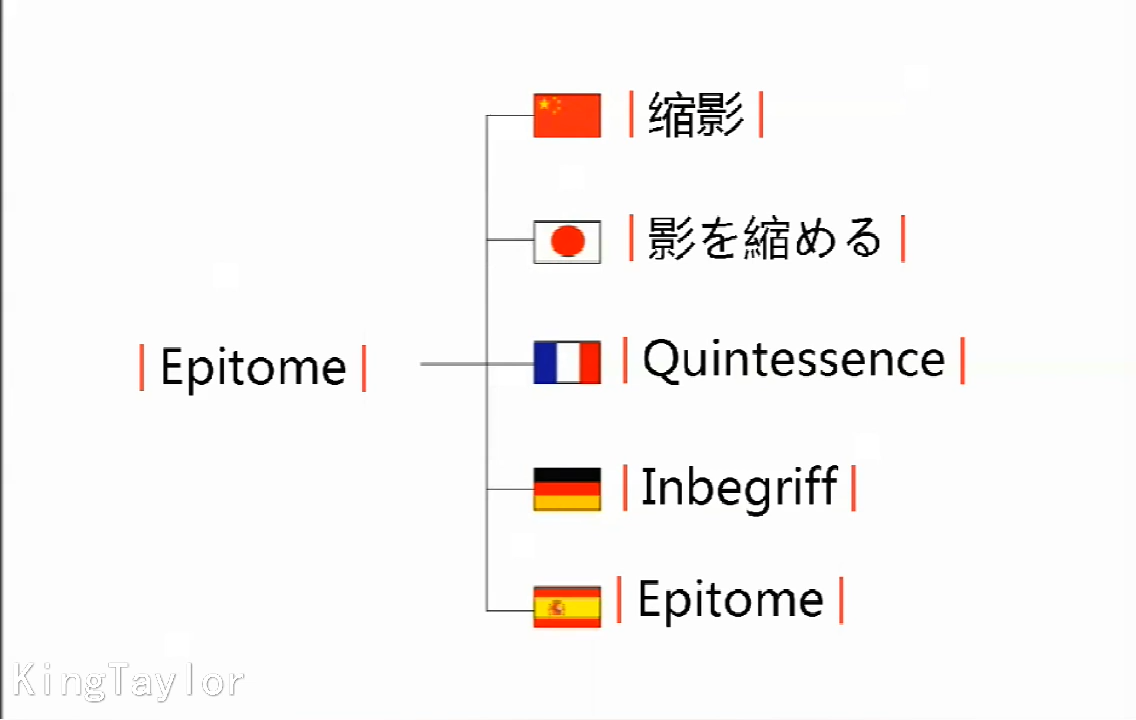 缩影
影を縮める
Epitome
Quintessence
Inbegriff
Epitome
KingTaylor